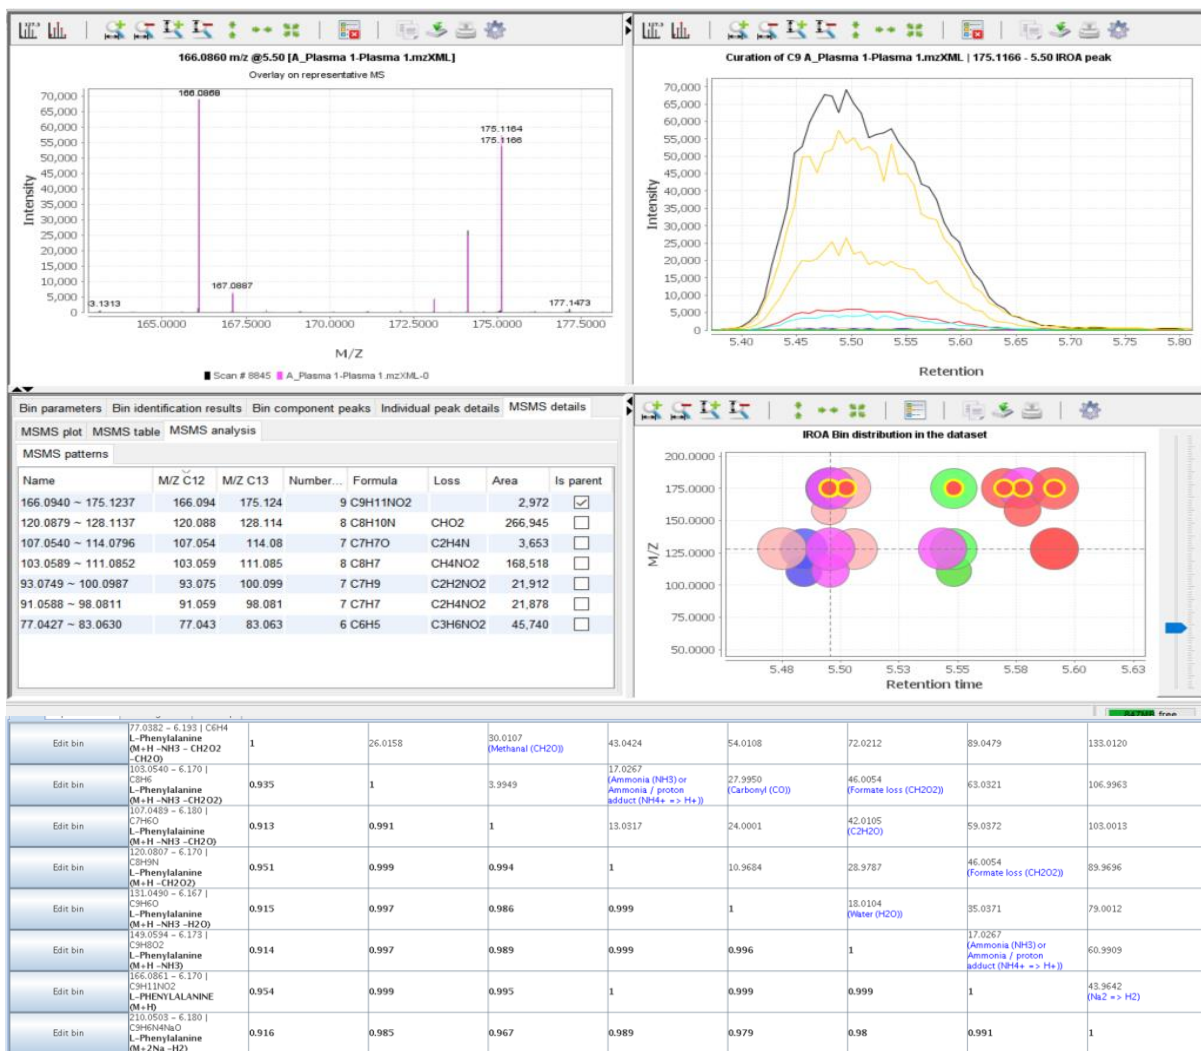 166.0860 m/z @5.50 [A_Plasma 1-Plasma 1.mzXML]
Overlay on representative MS
70,000
65,000
60,000
55,000
50,000
45,000
40,000
35,000
30,000
25,000
20,000
15,000
10,000
5,000
0
Intensity
166.0868
175.1164
175.1166
167.0887
3.1313
177.1473
165.0000 167.5000 170.0000 172.5000 175.0000 177.5000
M/Z
Scan # 8845 A_Plasma 1-Plasma 1.mzXML-0
Curation of C9 A_Plasma 1-Plasma 1.mzXML | 175.1166 - 5.50 IROA peak
70,000
65,000
60,000
55,000
50,000
45,000
40,000
35,000
30,000
25,000
20,000
15,000
10,000
5,000
0
Intensity
5.40 5.45 5.50 5.55 5.60 5.65 5.70 5.75 5.80
Retention
Bin parameters Bin identification results Bin component peaks Individual peak details MSMS details
MSMS plot MSMS table MSMS analysis
MSMS patterns
Name M/Z C12 M/Z C13 Number... Formula Loss Area Is parent
166.0940 ~ 175.1237 166.094 175.124 9 C9H11NO2 2,972
120.0879 ~ 128.1137 120.088 128.114 8 C8H10N CHO2 266,945
107.0540 ~ 114.0796 107.054 114.08 7 C7H7O C2H4N 3,653
103.0589 ~ 111.0852 103.059 111.085 8 C8H7 CH4NO2 168,518
93.0749 ~ 100.0987 93.075 100.099 7 C7H9 C2H2NO2 21,912
91.0588 ~ 98.0811 91.059 98.081 7 C7H7 C2H4NO2 21,878
77.0427 ~ 83.0630 77.043 83.063 6 C6H5 C3H6NO2 45,740
IROA Bin distribution in the dataset
200.0000
175.0000
150.0000
125.0000
100.0000
75.0000
50.0000
M/Z
5.48 5.50 5.53 5.55 5.58 5.60 5.63
Retention time
free
Edit bin
77.0382 - 6.193 | C6H4
L-Phenylalanine
(M+H -NH3 - CH2O2
-CH2O)
1 26.0158 30.0107 43.0424 54.0108 72.0212 89.0479 133.0120
(Methanal (CH2O))
Edit bin
103.0540 - 6.170 |
C8H6
L-Phenylalanine
(M+H -NH3 -CH2O2)
0.935 1 3.9949 17.0267 27.9950 46.0054 63.0321 106.9963
(Ammonia (NH3) or
Ammonia / proton
adduct (NH4+ => H+))
(Carbonyl (CO))
(Formate loss (CH2O2))
Edit bin
107.0489 - 6.180 |
C7H6O
L-Phenylalainine
(M+H -NH3 -CH2O)
0.913 0.991 1 13.0317 24.0001 42.0105 59.0372 103.0013
(C2H2O)
Edit bin
120.0807 - 6.170 |
C8H9N
L-Phenylalanine
(M+H -CH2O2)
0.951 0.999 0.994 1 10.9684 28.9787 46.0054 89.9696
(Formate loss (CH2O2))
Edit bin
131.0490 - 6.167 |
C9H6O
L-Phenylalanine
(M+H -NH3 -H2O)
0.915 0.997 0.986 0.999 1 18.0104 35.0371 79.0012
(Water (H2O))
Edit bin
149.0594 - 6.173 |
C9H8O2
L-Phenylalanine
(M+H -NH3)
0.914 0.997 0.989 0.999 0.996 1 17.0267 60.9909
(Ammonia (NH3) or
Ammonia / proton
adduct (NH4+ => H+))
Edit bin
166.0861 - 6.170 |
C9H11NO2
L-PHENYLALANINE
(M+H)
0.954 0.999 0.995 1 0.999 0.999 1 43.9642
(Na2 => H2)
Edit bin
210.0503 - 6.180 |
C9H6N4NaO
L-Phenylalanine
(M+2Na -H2)
0.916 0.985 0.967 0.989 0.979 0.98 0.991 1